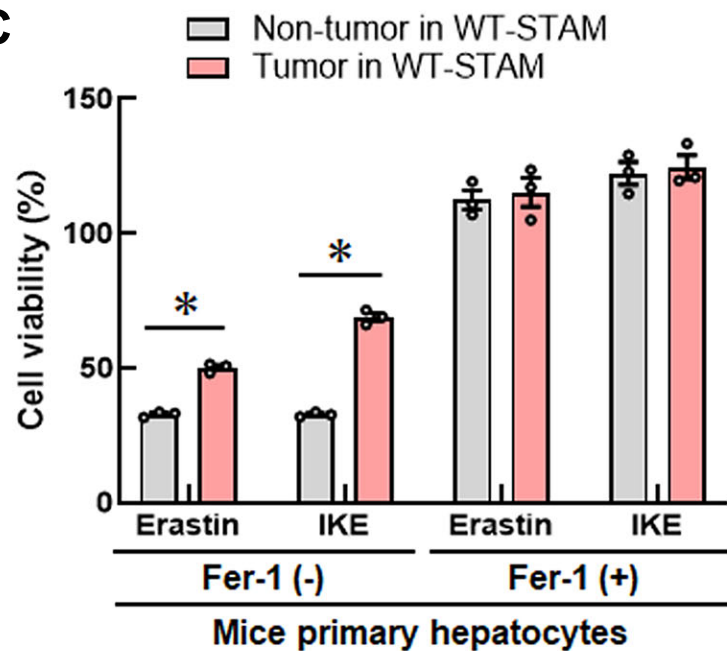 C
Non-tumor in WT-STAM
Tumor in WT-STAM
150
100
50
0
Cell viability (%)
*
*
Erastin
IKE
Erastin
IKE
Fer-1 (-)
Fer-1 (+)
Mice primary hepatocytes